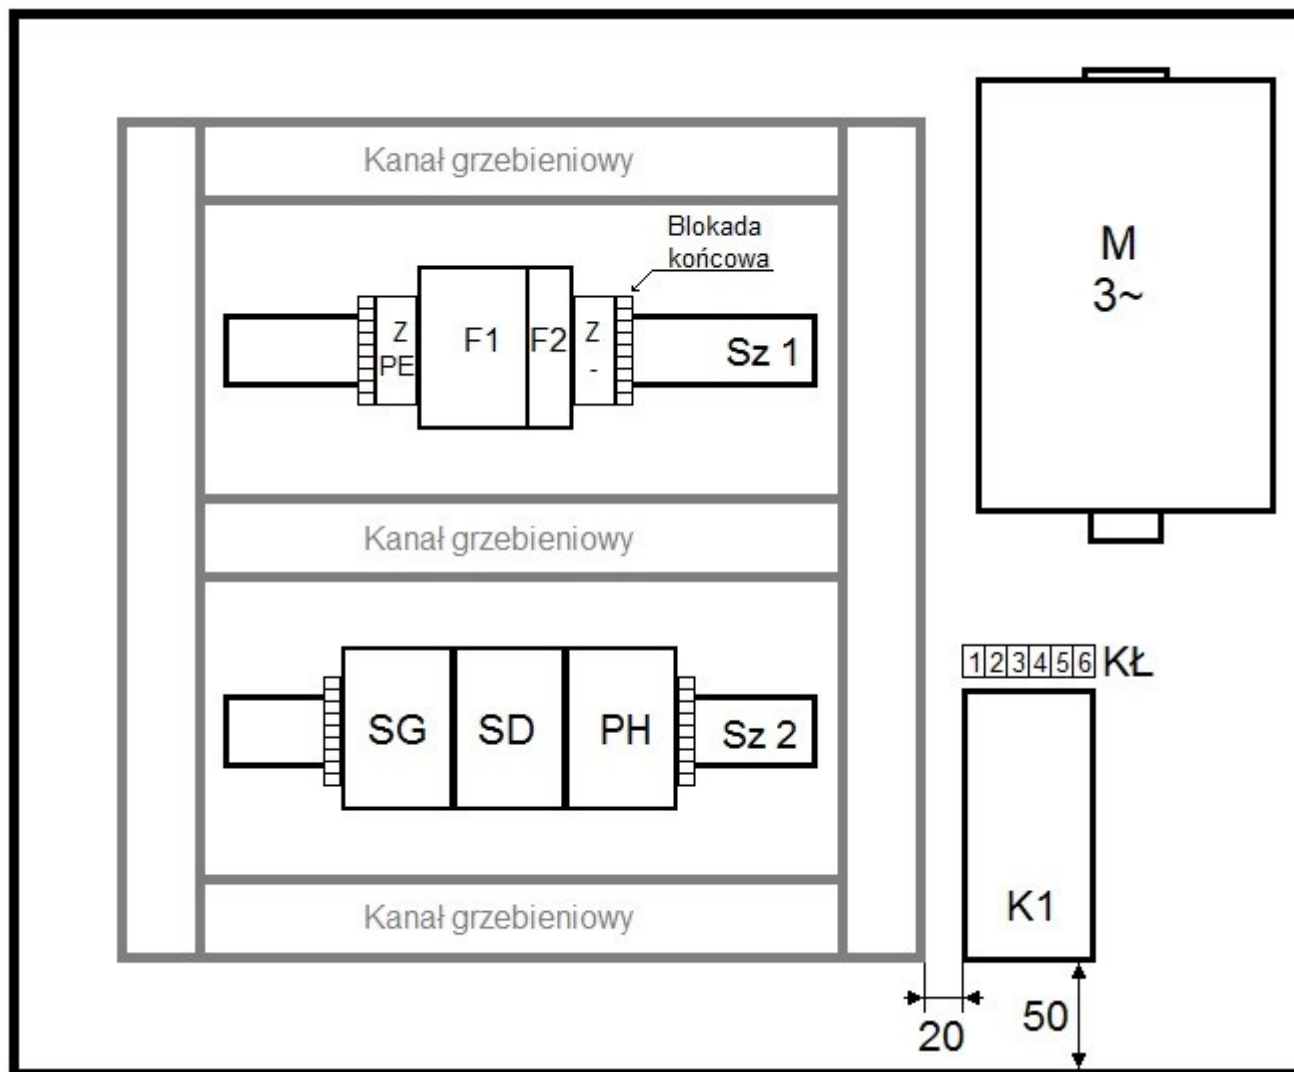 Kanał grzebieniowy
M
3~
Blokada
końcowa
Z
PE
F1
F2
Z
-
Sz 1
Kanał grzebieniowy
1 2 3 4 5 6 KŁ
SG
SD
PH
Sz 2
K1
Kanał grzebieniowy
20
50